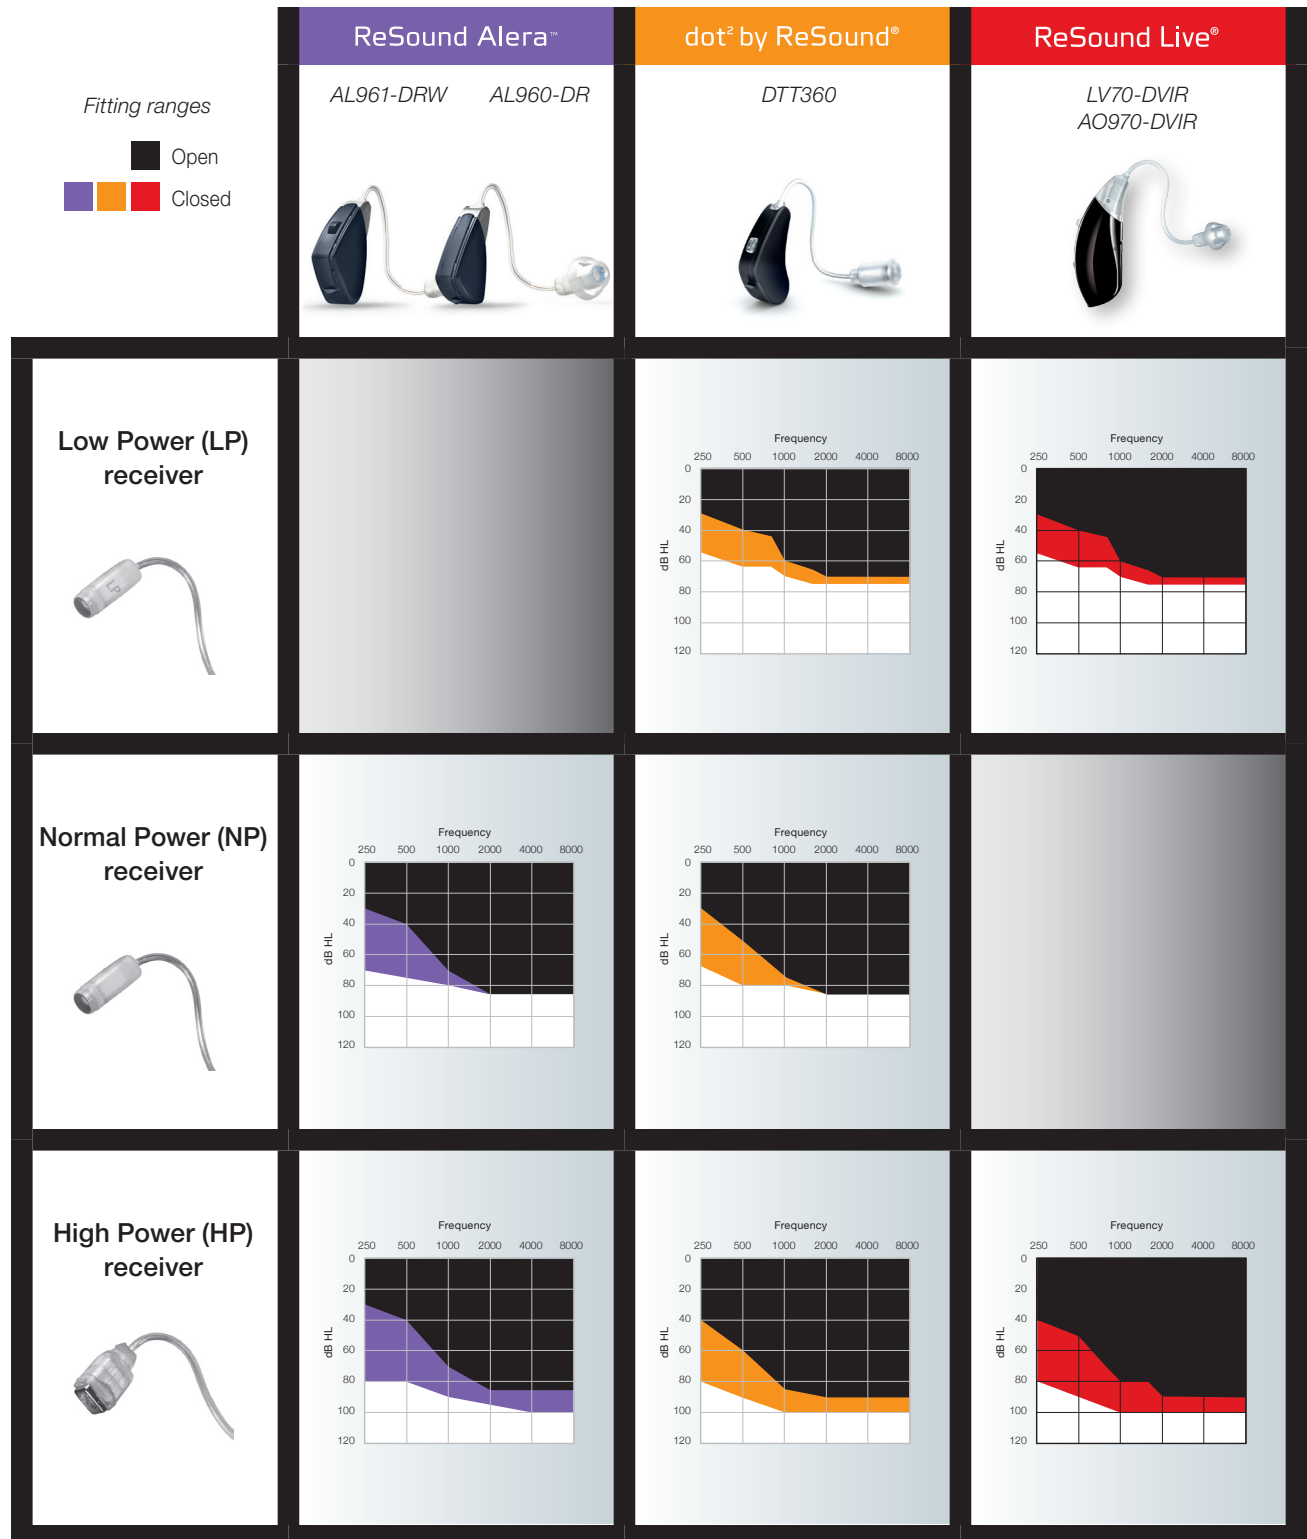 ReSound Alera™
dot² by ReSound®
ReSound Live®
Fitting ranges
Open
Closed
AL961-DRW AL960-DR
DTT360
LV70-DVIR
AO970-DVIR
Low Power (LP)
receiver
LP
Frequency
250 500 1000 2000 4000 8000
0
20
40
60
80
100
120
dB HL
Frequency
250 500 1000 2000 4000 8000
0
20
40
60
80
100
120
dB HL
Normal Power (NP)
receiver
Frequency
250 500 1000 2000 4000 8000
0
20
40
60
80
100
120
dB HL
Frequency
250 500 1000 2000 4000 8000
0
20
40
60
80
100
120
dB HL
High Power (HP)
receiver
Frequency
250 500 1000 2000 4000 8000
0
20
40
60
80
100
120
dB HL
Frequency
250 500 1000 2000 4000 8000
0
20
40
60
80
100
120
dB HL
Frequency
250 500 1000 2000 4000 8000
0
20
40
60
80
100
120
dB HL